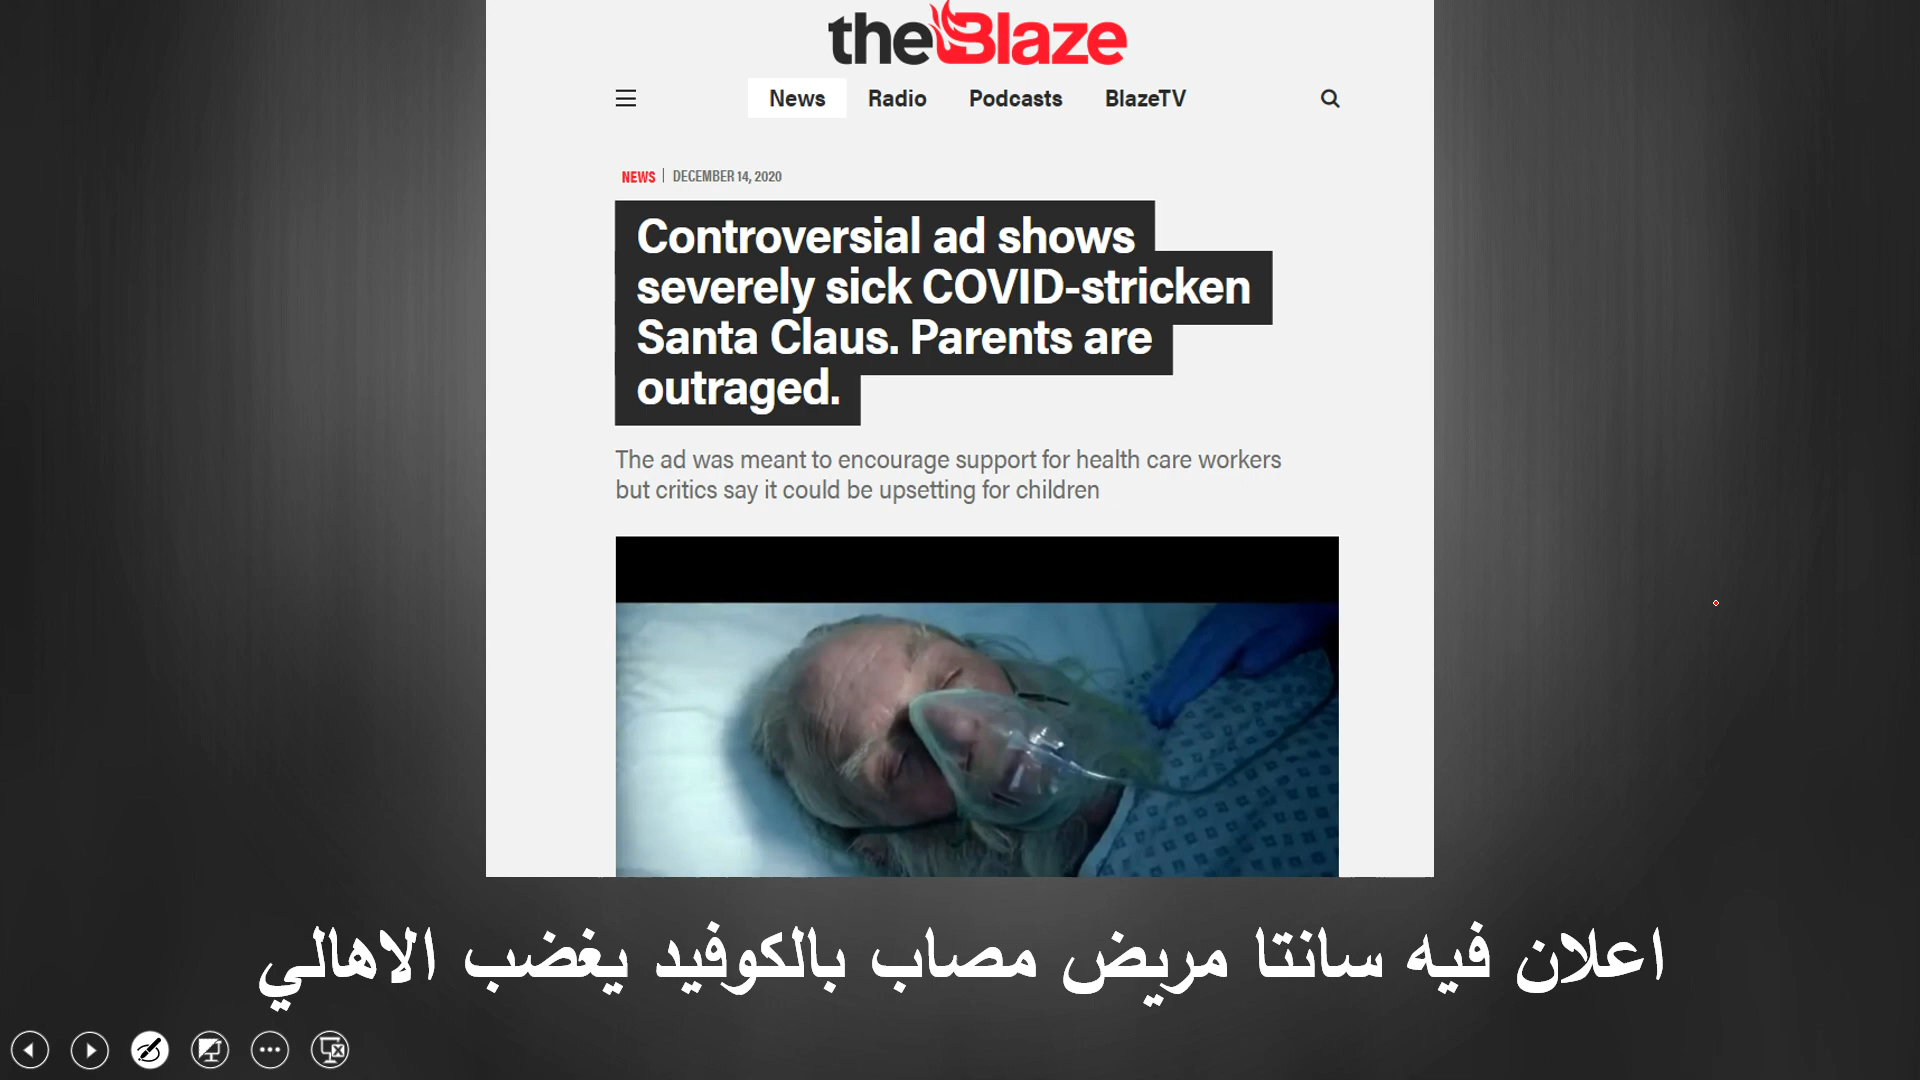 theBlaze
News Radio Podcasts BlazeTV
NEWS | DECEMBER 14, 2020
Controversial ad shows
severely sick COVID-stricken
Santa Claus. Parents are
outraged.
The ad was meant to encourage support for health care workers
but critics say it could be upsetting for children
اعلان فيه سانتا مريض مصاب بالكوفيد يغضب الاهالي